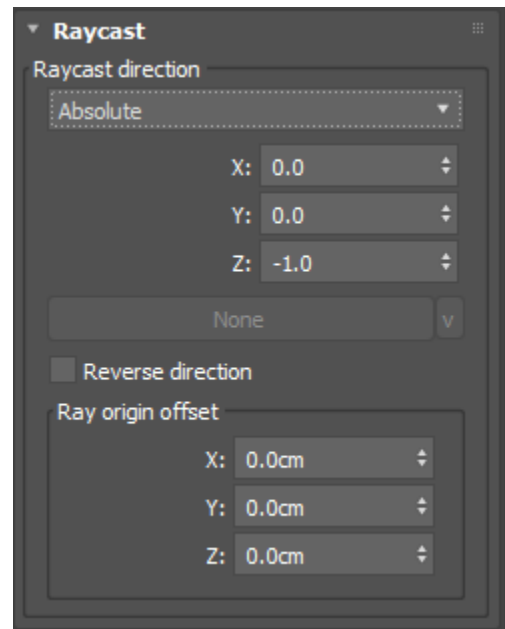 Raycast
Raycast direction
Absolute
X: 0.0
Y: 0.0
Z: -1.0
None v
Reverse direction
Ray origin offset
X: 0.0cm
Y: 0.0cm
Z: 0.0cm